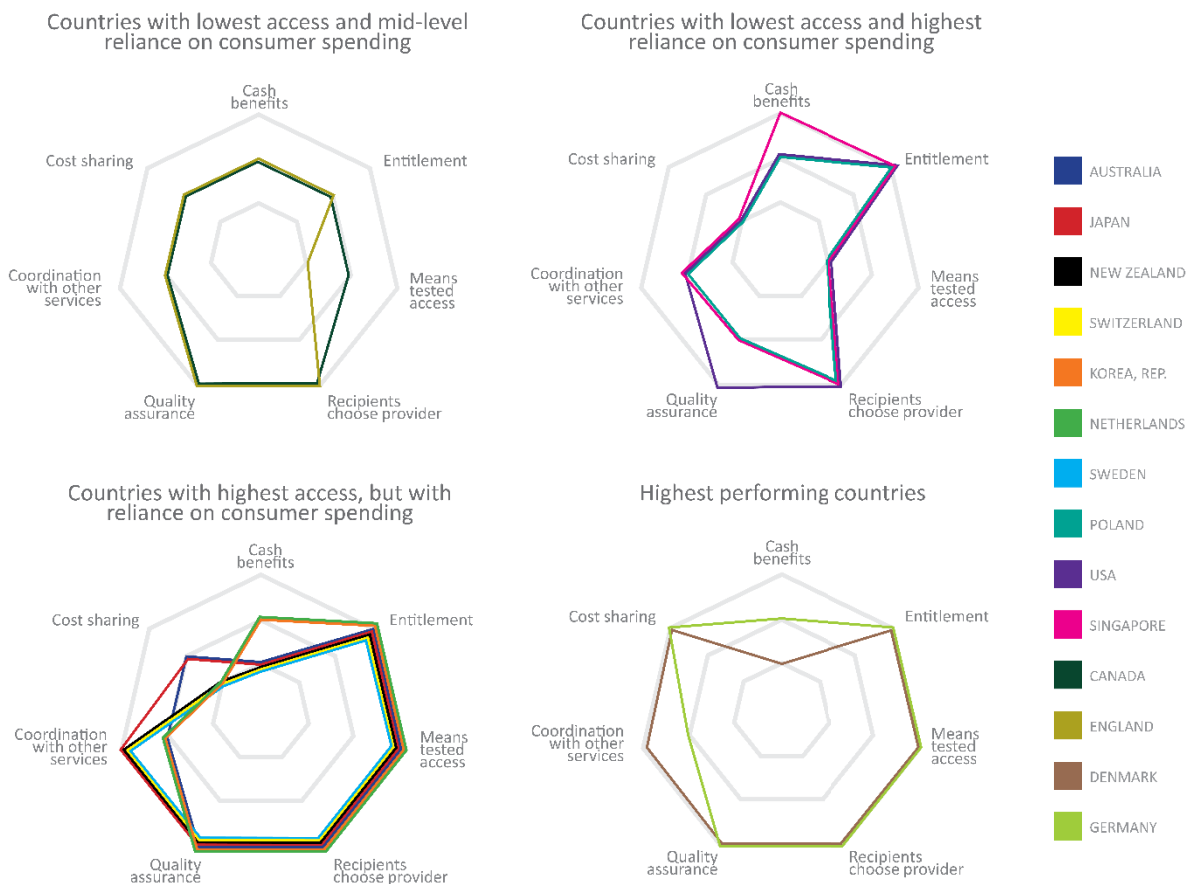 Countries with lowest access and mid-level
reliance on consumer spending
Cash
benefits
Cost sharing
Entitlement
Coordination
with other
services
Means
tested
access
Quality
assurance
Recipients
choose provider
Countries with lowest access and highest
reliance on consumer spending
Cash
benefits
Cost sharing
Entitlement
Coordination
with other
services
Means
tested
access
Quality
assurance
Recipients
choose provider
Countries with highest access, but with
reliance on consumer spending
Cash
benefits
Cost sharing
Entitlement
Coordination
with other
services
Means
tested
access
Quality
assurance
Recipients
choose provider
Highest performing countries
Cash
benefits
Cost sharing
Entitlement
Coordination
with other
services
Means
tested
access
Quality
assurance
Recipients
choose provider
AUSTRALIA
JAPAN
NEW ZEALAND
SWITZERLAND
KOREA, REP.
NETHERLANDS
SWEDEN
POLAND
USA
SINGAPORE
CANADA
ENGLAND
DENMARK
GERMANY